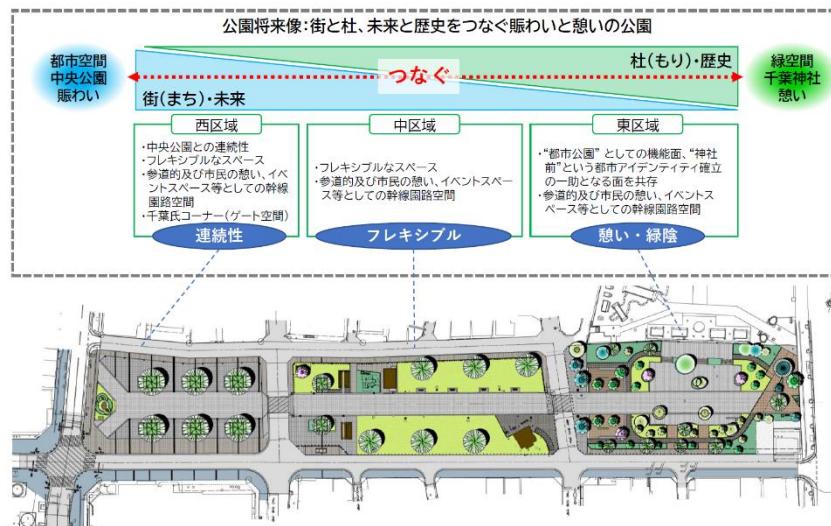 公園将来像：街と杜、未来と歴史をつなぐ賑わいと憩いの公園
都市空間
中央公園
賑わい
杜（もり）・歴史
つなぐ
街（まち）・未来
緑空間
千葉神社
憩い
西区域
・中央公園との連続性
・フレキシブルなスペース
・参道的及び市民の憩い、イベ
ントスペース等としての幹線
園路空間
・千葉氏コーナー（ゲート空間）
連続性
中区域
・フレキシブルなスペース
・参道的及び市民の憩い、イベントスペー
ス等としての幹線園路空間
フレキシブル
東区域
・“都市公園” としての機能面、“神社
前”という都市アイデンティティ確立
の一助となる面を共存
・参道的及び市民の憩い、イベントス
ペース等としての幹線園路空間
憩い・緑陰